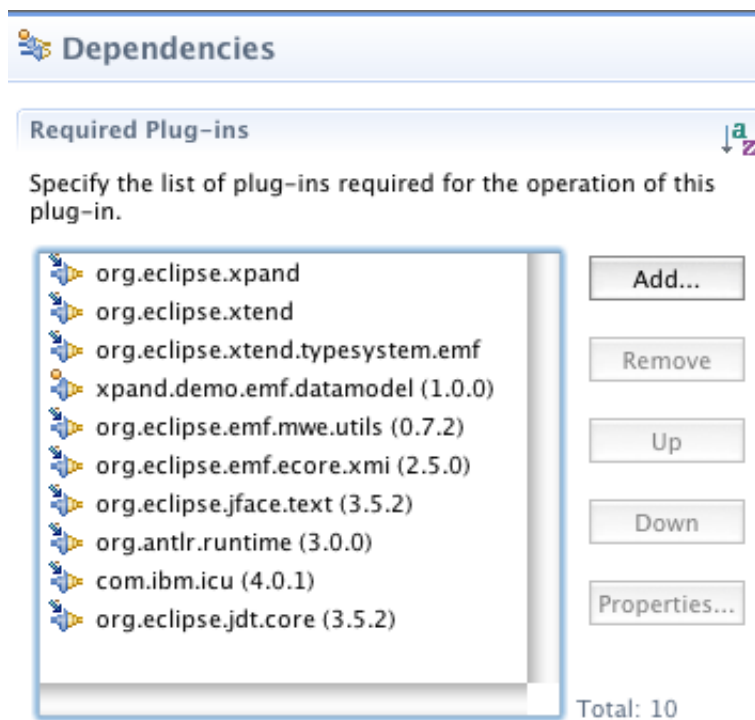 Dependencies
Required Plug-ins
a
z
Specify the list of plug-ins required for the operation of this
plug-in.
org.eclipse.xpand
org.eclipse.xtend
org.eclipse.xtend.typesystem.emf
xpand.demo.emf.datamodel (1.0.0)
org.eclipse.emf.mwe.utils (0.7.2)
org.eclipse.emf.ecore.xmi (2.5.0)
org.eclipse.jface.text (3.5.2)
org.antlr.runtime (3.0.0)
com.ibm.icu (4.0.1)
org.eclipse.jdt.core (3.5.2)
Add...
Remove
Up
Down
Properties...
Total: 10